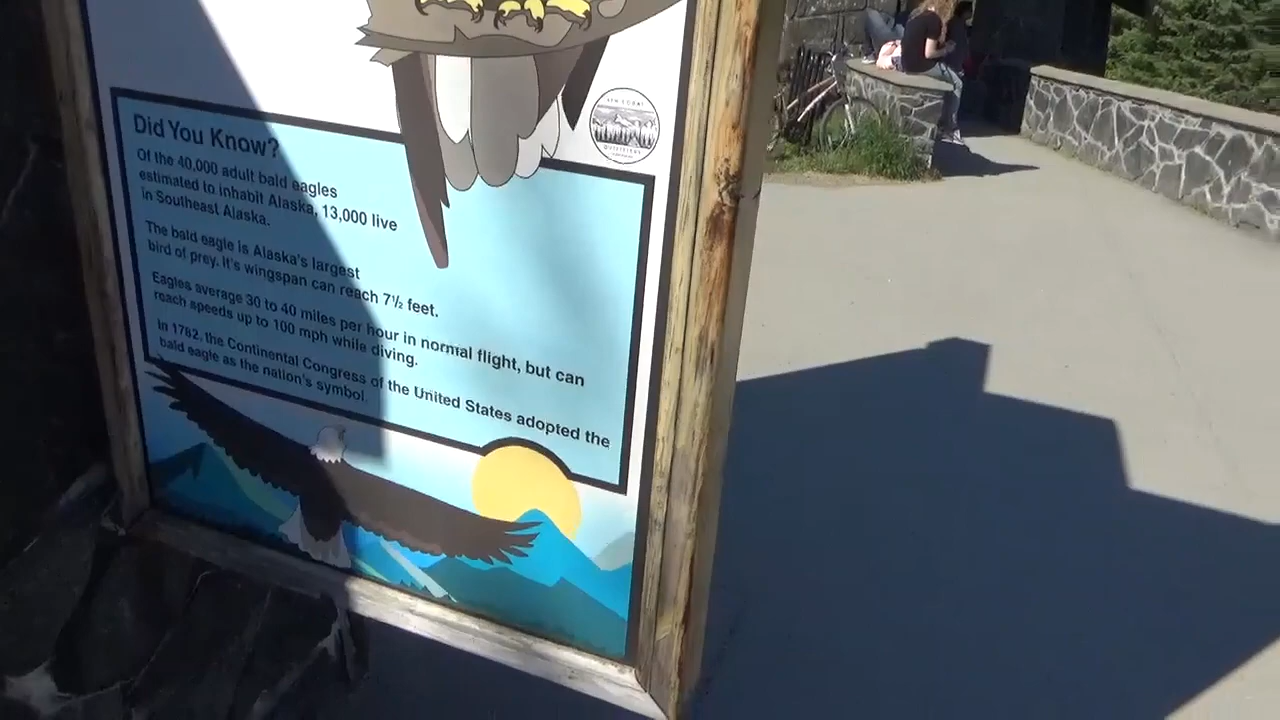 Did You Know?
Of the 40,000 adult bald eagles
estimated to inhabit Alaska, 13,000 live
in Southeast Alaska.
The bald eagle is Alaska's largest
bird of prey. It's wingspan can reach 7½ feet.
Eagles average 30 to 40 miles per hour in normal flight, but can
reach speeds up to 100 mph while diving.
In 1782, the Continental Congress of the United States adopted the
bald eagle as the nation's symbol.